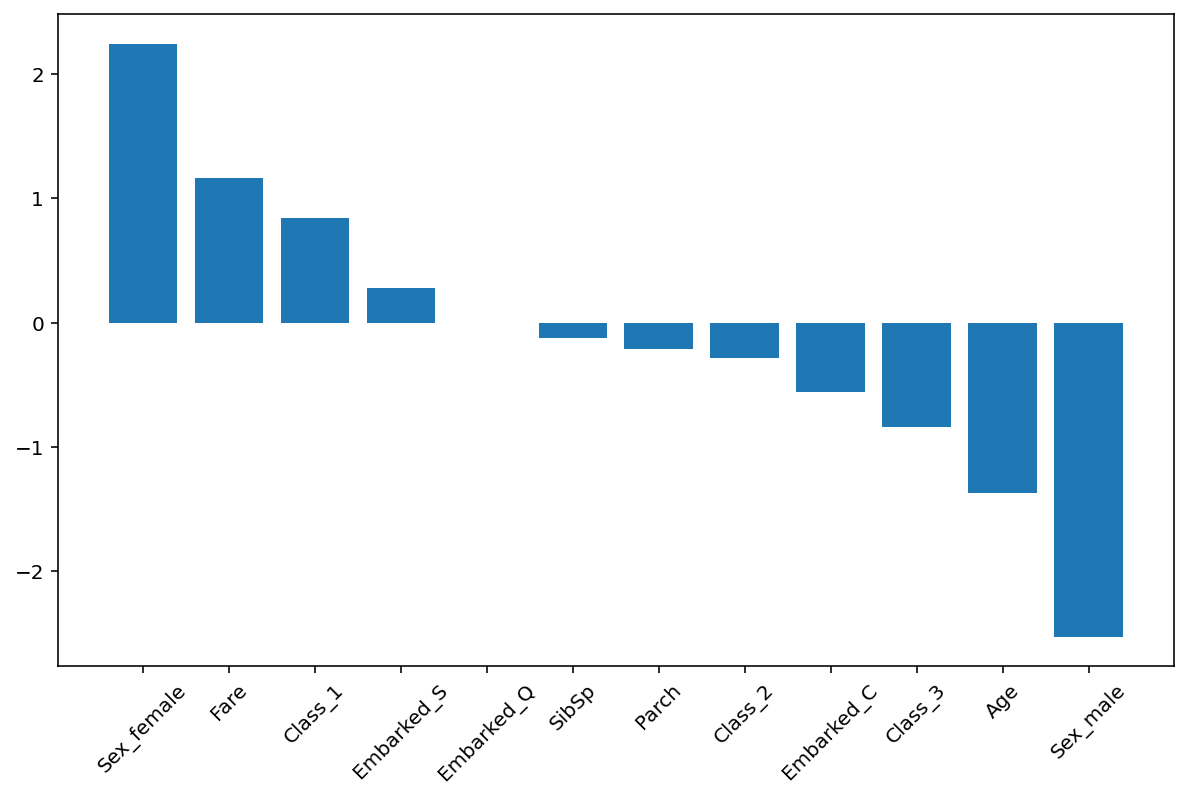 2
1
0
−1
−2
Sex_female
Fare
Class_1
Embarked_S
Embarked_Q
SibSp
Parch
Class_2
Embarked_C
Class_3
Age
Sex_male